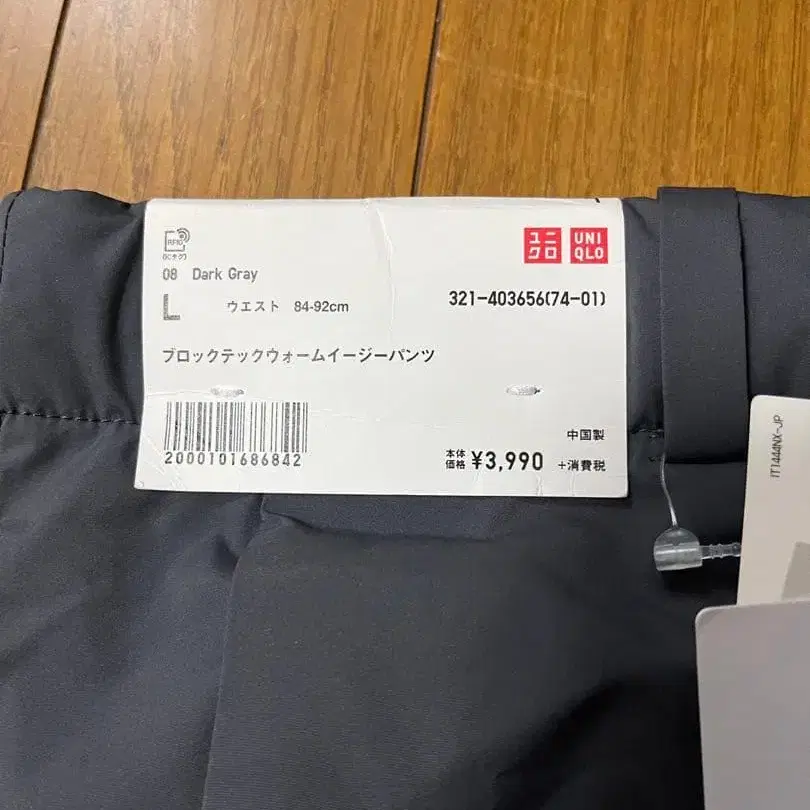 RFID
ICタグ
08 Dark Gray
L ウエスト 84-92cm
ユニ
クロ
UNI
QLO
321-403656(74-01)
ブロックテックウォームイージーパンツ
2000101686842
中国製
本体
価格 ¥3,990 +消費税
IT1444NX-JP